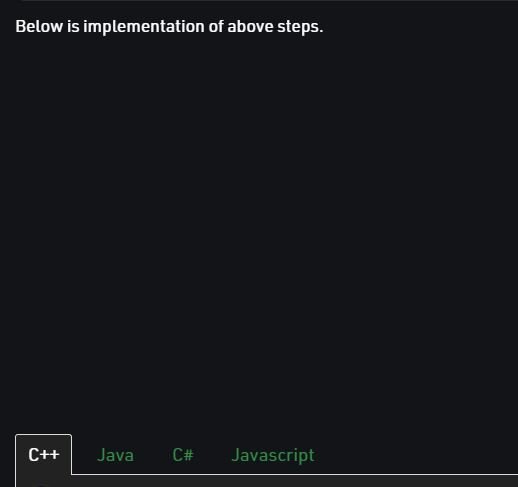 Below is implementation of above steps.
C++ Java C# Javascript